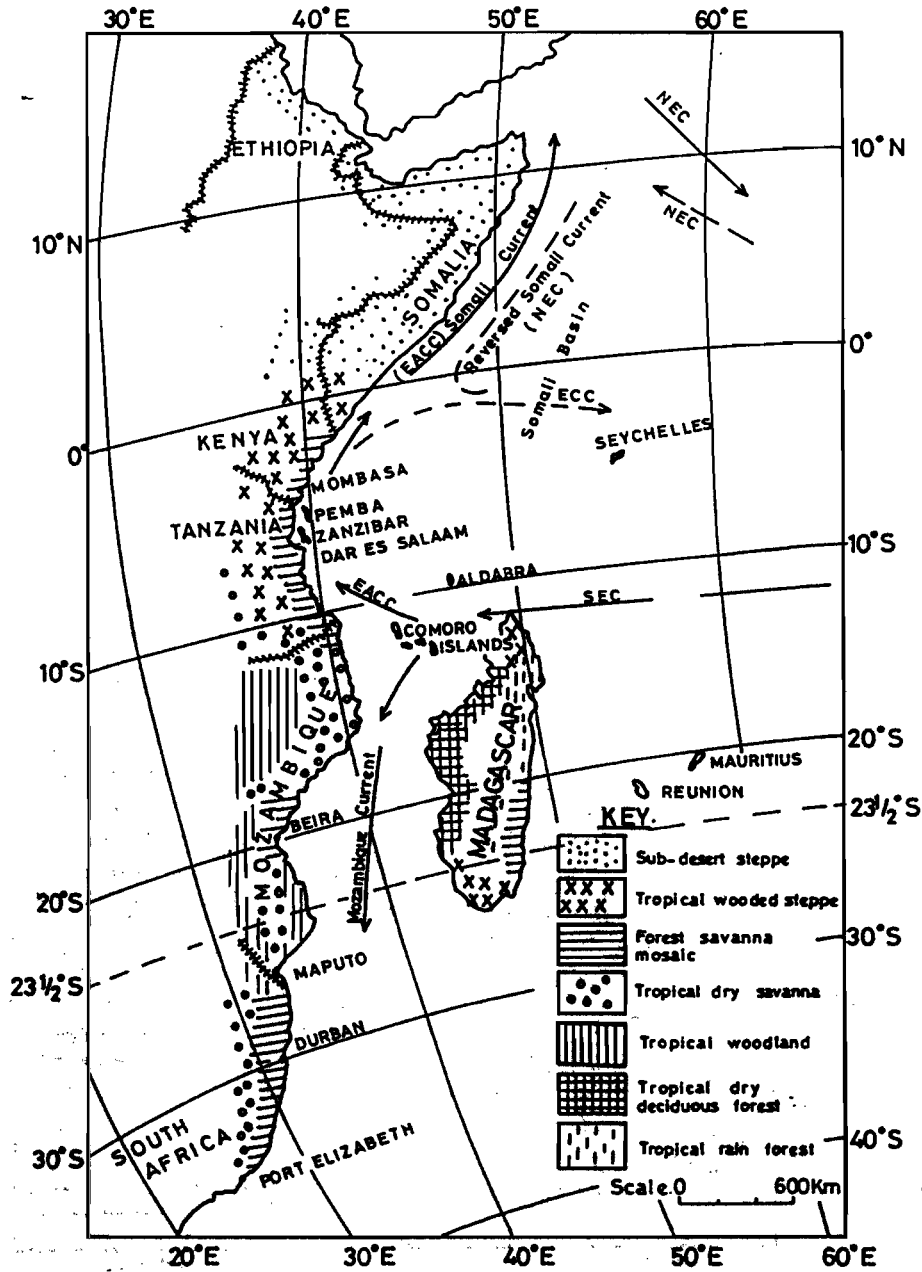 30°E 40°E 50°E 60°E
NEC
ETHIOPIA
10°N
NEC
10°N
SOMALIA
(EACC) Somali Current
Reversed Somali Current
(NEC)
Somali Basin
0°
ECC
SEYCHELLES
KENYA
0°
MOMBASA
PEMBA
TANZANIA
ZANZIBAR
DAR ES SALAAM
10°S
ALDABRA
EACC
SEC
COMORO
ISLANDS
10°S
MOZAMBIQUE
MADAGASCAR
20°S
MAURITIUS
REUNION
23½°S
BEIRA
Mozambique Current
KEY.
Sub-desert steppe
Tropical wooded steppe
20°S
Forest savanna
mosaic
30°S
23½°S
MAPUTO
Tropical dry savanna
DURBAN
Tropical woodland
Tropical dry
deciduous forest
SOUTH
AFRICA
30°S
PORT ELIZABETH
Tropical rain forest
40°S
Scale.0 600Km
20°E 30°E 40°E 50°E 60°E